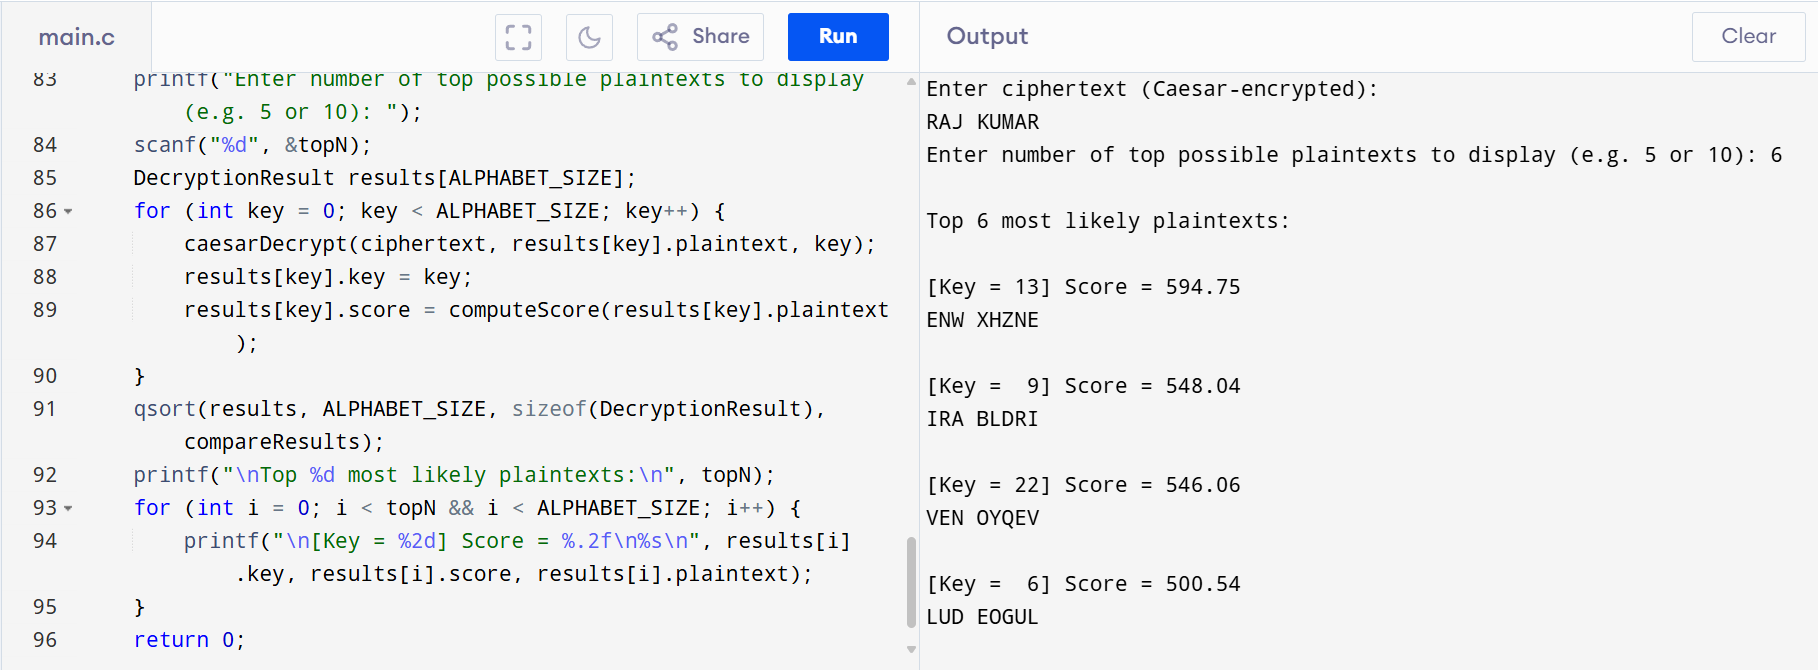 main.c
Share
Run
Output
Clear
83 printf("Enter number of top possible plaintexts to display
(e.g. 5 or 10): ");
84 scanf("%d", &topN);
85 DecryptionResult results[ALPHABET_SIZE];
86 for (int key = 0; key < ALPHABET_SIZE; key++) {
87 caesarDecrypt(ciphertext, results[key].plaintext, key);
88 results[key].key = key;
89 results[key].score = computeScore(results[key].plaintext
);
90 }
91 qsort(results, ALPHABET_SIZE, sizeof(DecryptionResult),
compareResults);
92 printf("\nTop %d most likely plaintexts:\n", topN);
93 for (int i = 0; i < topN && i < ALPHABET_SIZE; i++) {
94 printf("\n[Key = %2d] Score = %.2f\n%s\n", results[i]
.key, results[i].score, results[i].plaintext);
95 }
96 return 0;
Enter ciphertext (Caesar-encrypted):
RAJ KUMAR
Enter number of top possible plaintexts to display (e.g. 5 or 10): 6
Top 6 most likely plaintexts:
[Key = 13] Score = 594.75
ENW XHZNE
[Key =  9] Score = 548.04
IRA BLDRI
[Key = 22] Score = 546.06
VEN OYQEV
[Key =  6] Score = 500.54
LUD EOGUL